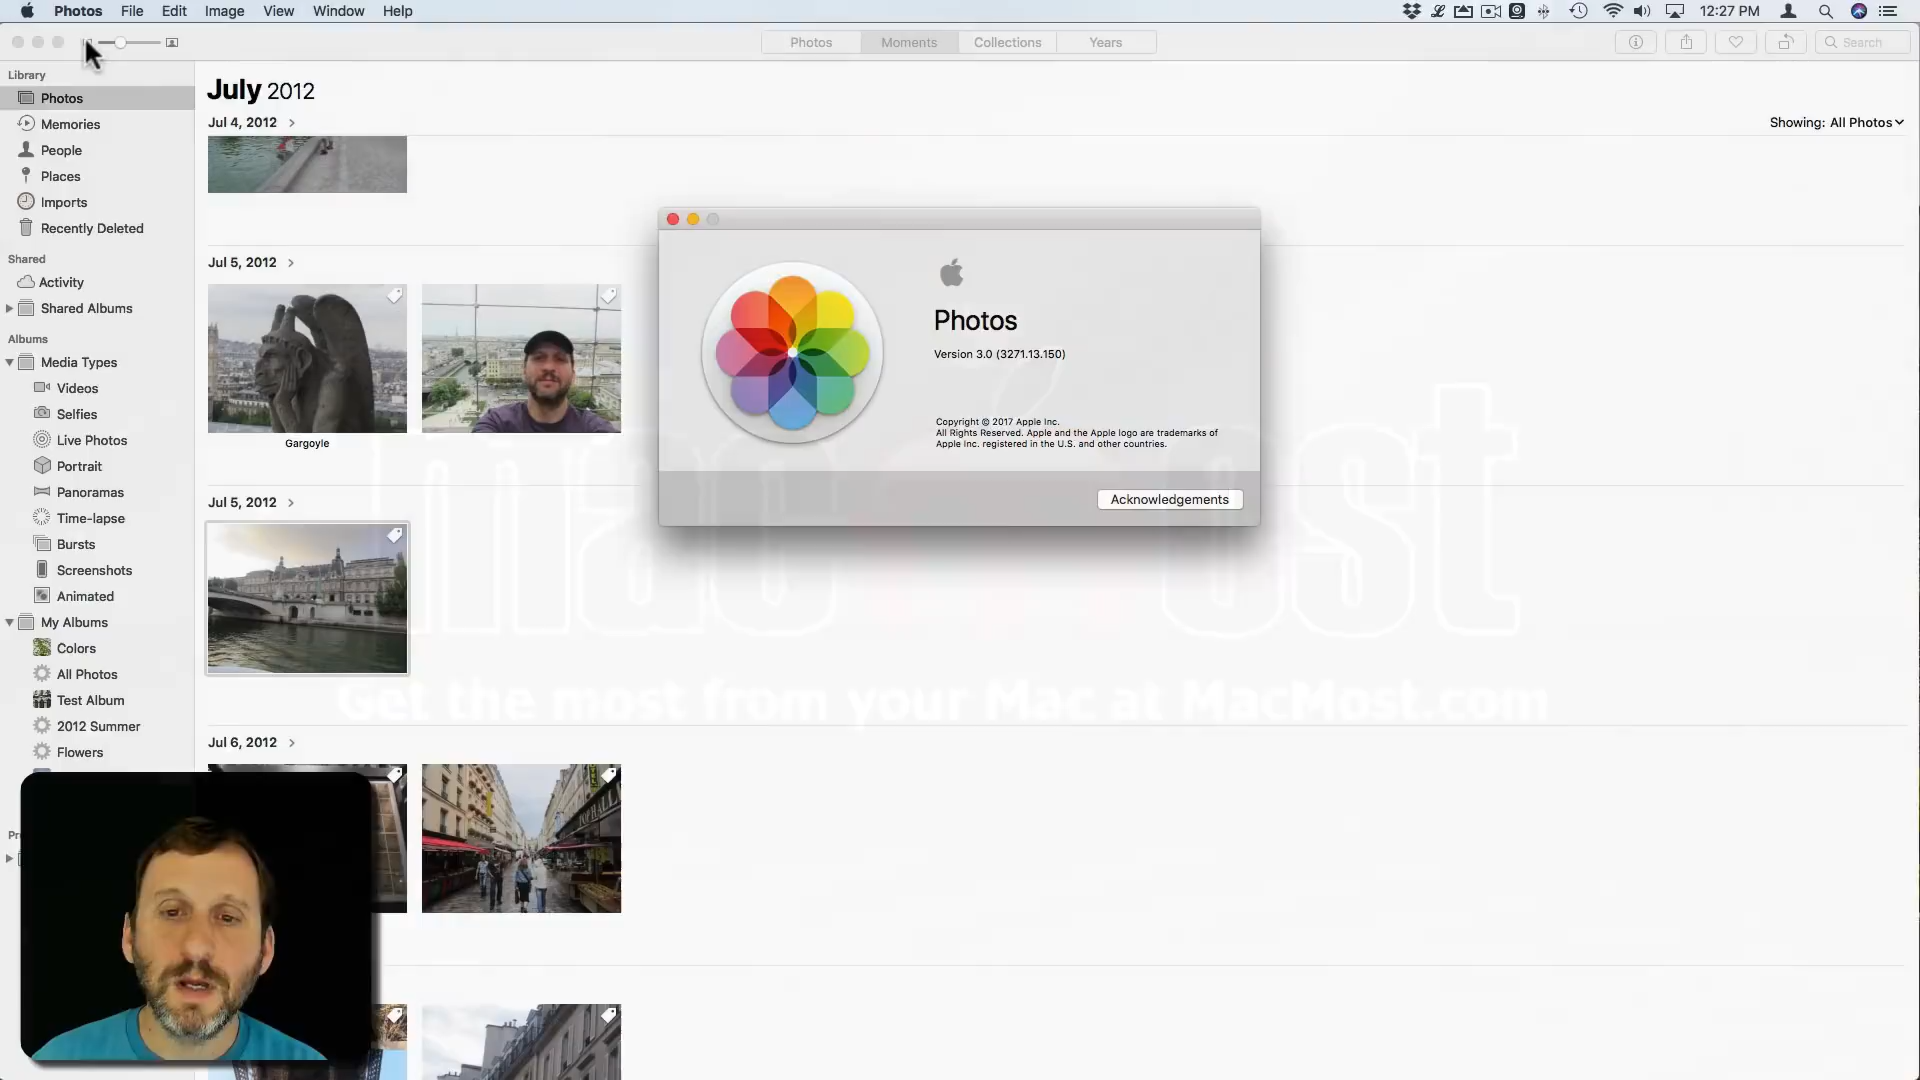 Photos File Edit Image View Window Help
12:27 PM
Photos Moments Collections Years
Search
Library
Photos
Memories
People
Places
Imports
Recently Deleted
Shared
Activity
Shared Albums
Albums
Media Types
Videos
Selfies
Live Photos
Portrait
Panoramas
Time-lapse
Bursts
Screenshots
Animated
My Albums
Colors
All Photos
Test Album
2012 Summer
Flowers
July 2012
Jul 4, 2012
Showing: All Photos
Jul 5, 2012
Gargoyle
Jul 5, 2012
Jul 6, 2012
Photos
Version 3.0 (3271.13.150)
Copyright © 2017 Apple Inc.
All Rights Reserved. Apple and the Apple logo are trademarks of
Apple Inc. registered in the U.S. and other countries.
Acknowledgements
Get the most from your Mac at MacMost.com